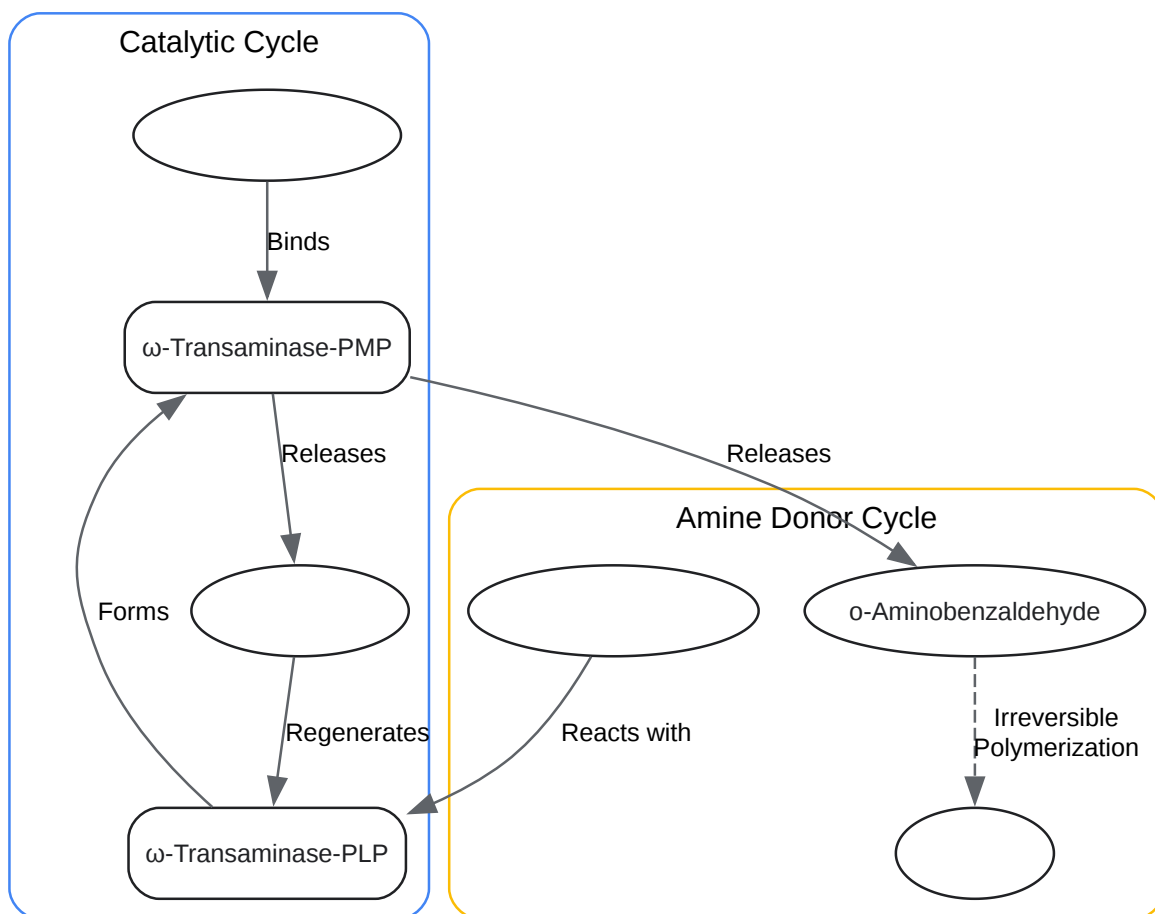 Catalytic Cycle
Binds
ω-Transaminase-PMP
Releases
Releases
Amine Donor Cycle
Forms
o-Aminobenzaldehyde
Regenerates
Reacts with
Irreversible
Polymerization
ω-Transaminase-PLP